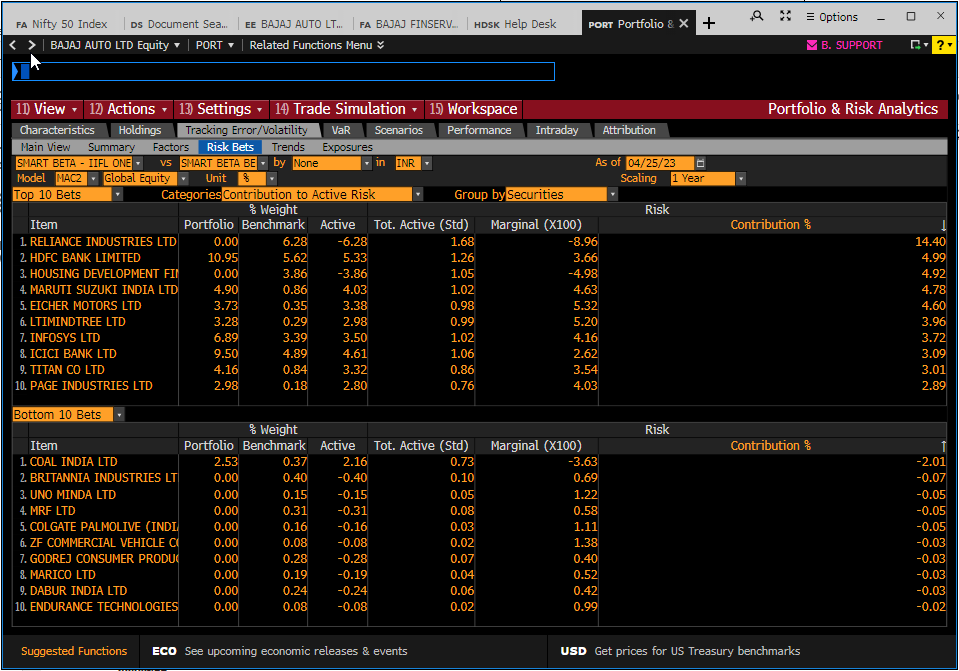 FA Nifty 50 Index DS Document Sea... EE BAJAJ AUTO LT... FA BAJAJ FINSERV... HDSK Help Desk PORT Portfolio & Options
BAJAJ AUTO LTD Equity PORT Related Functions Menu B. SUPPORT ?
11) View 12) Actions 13) Settings 14) Trade Simulation 15) Workspace Portfolio & Risk Analytics
Characteristics Holdings Tracking Error/Volatility VaR Scenarios Performance Intraday Attribution
Main View Summary Factors Risk Bets Trends Exposures
SMART BETA - IIFL ONE vs SMART BETA BE by None in INR As of 04/25/23
Model MAC2 Global Equity Unit % Scaling 1 Year
Top 10 Bets Categories Contribution to Active Risk Group by Securities
% Weight Risk
Item Portfolio Benchmark Active Tot. Active (Std) Marginal (X100) Contribution % ↓
1. RELIANCE INDUSTRIES LTD 0.00 6.28 -6.28 1.68 -8.96 14.40
2. HDFC BANK LIMITED 10.95 5.62 5.33 1.26 3.66 4.99
3. HOUSING DEVELOPMENT FIN 0.00 3.86 -3.86 1.05 -4.98 4.92
4. MARUTI SUZUKI INDIA LTD 4.90 0.86 4.03 1.02 4.63 4.78
5. EICHER MOTORS LTD 3.73 0.35 3.38 0.98 5.32 4.60
6. LTIMINDTREE LTD 3.28 0.29 2.98 0.99 5.20 3.96
7. INFOSYS LTD 6.89 3.39 3.50 1.02 4.16 3.72
8. ICICI BANK LTD 9.50 4.89 4.61 1.06 2.62 3.09
9. TITAN CO LTD 4.16 0.84 3.32 0.86 3.54 3.01
10. PAGE INDUSTRIES LTD 2.98 0.18 2.80 0.76 4.03 2.89
Bottom 10 Bets
% Weight Risk
Item Portfolio Benchmark Active Tot. Active (Std) Marginal (X100) Contribution % ↑
1. COAL INDIA LTD 2.53 0.37 2.16 0.73 -3.63 -2.01
2. BRITANNIA INDUSTRIES LT 0.00 0.40 -0.40 0.10 0.69 -0.07
3. UNO MINDA LTD 0.00 0.15 -0.15 0.05 1.22 -0.05
4. MRF LTD 0.00 0.31 -0.31 0.08 0.58 -0.05
5. COLGATE PALMOLIVE (INDIA 0.00 0.16 -0.16 0.03 1.11 -0.05
6. ZF COMMERCIAL VEHICLE CO 0.00 0.08 -0.08 0.02 1.38 -0.03
7. GODREJ CONSUMER PRODUC 0.00 0.28 -0.28 0.07 0.40 -0.03
8. MARICO LTD 0.00 0.19 -0.19 0.04 0.52 -0.03
9. DABUR INDIA LTD 0.00 0.24 -0.24 0.06 0.42 -0.03
10. ENDURANCE TECHNOLOGIES 0.00 0.08 -0.08 0.02 0.99 -0.02
Suggested Functions ECO See upcoming economic releases & events USD Get prices for US Treasury benchmarks